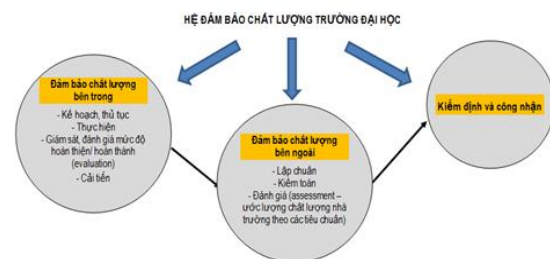 HỆ ĐẢM BẢO CHẤT LƯỢNG TRƯỜNG ĐẠI HỌC
Đảm bảo chất lượng
bên trong
- Kế hoạch, thủ tục
- Thực hiện
- Giám sát, đánh giá mức độ
hoàn thiện/ hoàn thành
(evaluation)
- Cải tiến
Đảm bảo chất lượng
bên ngoài
- Lập chuẩn
- Kiểm toán
- Đánh giá (assessment –
ước lượng chất lượng nhà
trường theo các tiêu chuẩn)
Kiểm định và công nhận